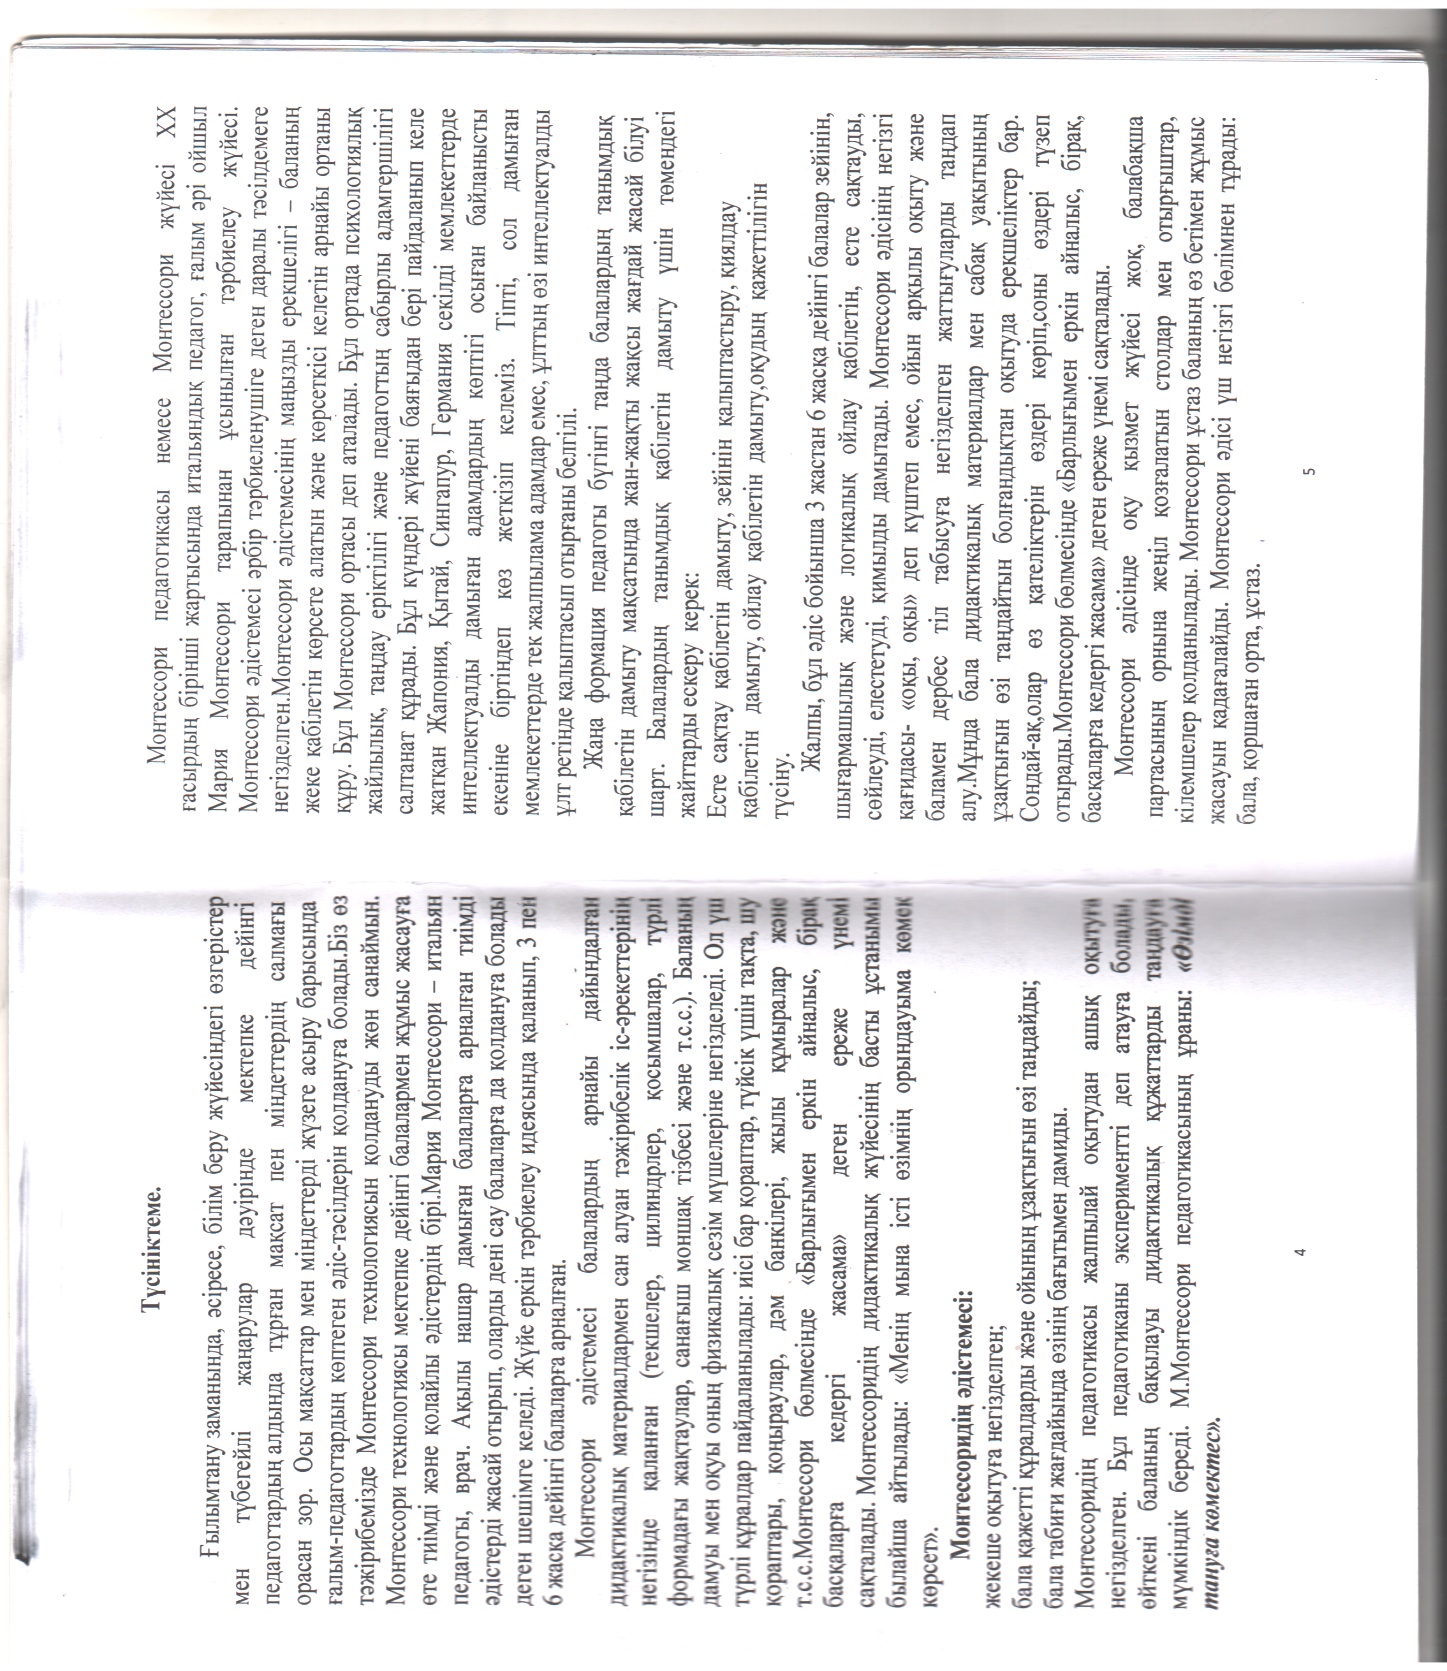 Түсініктеме.
Ғылымтану заманында, әсіресе, білім беру жүйесіндегі өзгерістер
мен түбегейлі жаңарулар дәуірінде мектепке дейінгі
педагогтардың алдында тұрған мақсат пен міндеттердің салмағы
орасан зор. Осы мақсаттар мен міндеттерді жүзеге асыру барысында
ғалым-педагогтардың көптеген әдіс-тәсілдерін қолдануға болады.Біз өз
тәжірибемізде Монтессори технологиясын қолдануды жөн санаймын.
Монтессори технологиясы мектепке дейінгі балалармен жұмыс жасауға
өте тиімді және қолайлы әдістердің бірі.Мария Монтессори – итальян
педагогы, врач. Ақылы нашар дамыған балаларға арналған тиімді
әдістерді жасай отырып, оларды дені сау балаларға да қолдануға болады
деген шешімге келеді. Жүйе еркін тәрбиелеу идеясында қаланып, 3 пен
6 жасқа дейінгі балаларға арналған.
Монтессори әдістемесі балалардың арнайы дайындалған
дидактикалық материалдармен сан алуан тәжірибелік іс-әрекеттерінің
негізінде қаланған (текшелер, цилиндрлер, қосымшалар, түрлі
формадағы жақтаулар, санағыш моншақ тізбесі және т.с.с.). Баланың
дамуы мен оқуы оның физикалық сезім мүшелеріне негізделеді. Ол үш
түрлі құралдар пайдаланылады: иісі бар қораптар, түйсік үшін тақта, шу
қораптары, қоңыраулар, дәм банкілері, жылы құмыралар және
т.с.с.Монтессори бөлмесінде «Барлығымен еркін айналыс, бірақ
басқаларға кедергі жасама» деген ереже үнемі
сақталады. Монтессоридің дидактикалық жүйесінің басты ұстанымы
былайша айтылады: «Менің мына істі өзімнің орындауыма көмек
көрсет».
Монтессоридің әдістемесі:
жекеше оқытуға негізделген;
бала қажетті құралдарды және ойының ұзақтығын өзі таңдайды;
бала табиғи жағдайында өзінің бағытымен дамиды.
Монтессоридің педагогикасы жалпылай оқытудан ашық оқытуға
негізделген. Бұл педагогиканы экспериментті деп атауға болады,
өйткені баланың бақылауы дидактикалық құжаттарды таңдауға
мүмкіндік береді. М.Монтессори педагогикасының ұраны: «Өзімді
тануға көмектес».
4
Монтессори педагогикасы немесе Монтессори жүйесі ХХ
ғасырдың бірінші жартысында итальяндық педагог, ғалым әрі ойшыл
Мария Монтессори тарапынан ұсынылған тәрбиелеу жүйесі.
Монтессори әдістемесі әрбір тәрбиеленушіге деген даралы тәсілдемеге
негізделген.Монтессори әдістемесінің маңызды ерекшелігі – баланың
жеке қабілетін көрсете алатын және көрсеткісі келетін арнайы ортаны
құру. Бұл Монтессори ортасы деп аталады. Бұл ортада психологиялық
жайлылық, таңдау еріктілігі және педагогтың сабырлы адамгершілігі
салтанат құрады. Бұл күндері жүйені баяғыдан бері пайдаланып келе
жатқан Жапония, Қытай, Сингапур, Германия секілді мемлекеттерде
интеллектуалды дамыған адамдардың көптігі осыған байланысты
екеніне біртіндеп көз жеткізіп келеміз. Тіпті, сол дамыған
мемлекеттерде тек жалпылама адамдар емес, ұлттың өзі интеллектуалды
ұлт ретінде қалыптасып отырғаны белгілі.
Жаңа формация педагогы бүгінгі таңда балалардың танымдық
қабілетін дамыту мақсатында жан-жақты жақсы жағдай жасай білуі
шарт. Балалардың танымдық қабілетін дамыту үшін төмендегі
жайттарды ескеру керек:
Есте сақтау қабілетін дамыту, зейінін қалыптастыру, қиялдау
қабілетін дамыту, ойлау қабілетін дамыту,оқудың қажеттілігін
түсіну.
Жалпы, бұл әдіс бойынша 3 жастан 6 жасқа дейінгі балалар зейінін,
шығармашылық және логикалық ойлау қабілетін, есте сақтауды,
сөйлеуді, елестетуді, қимылды дамытады. Монтессори әдісінің негізгі
қағидасы- «оқы, оқы» деп күштеп емес, ойын арқылы оқыту және
баламен дербес тіл табысуға негізделген жаттығуларды таңдап
алу.Мұнда бала дидактикалық материалдар мен сабақ уақытының
ұзақтығын өзі таңдайтын болғандықтан оқытуда ерекшеліктер бар.
Сондай-ақ,олар өз қателіктерін өздері көріп,соны өздері түзеп
отырады.Монтессори бөлмесінде «Барлығымен еркін айналыс, бірақ,
басқаларға кедергі жасама» деген ереже үнемі сақталады.
Монтессори әдісінде оқу қызмет жүйесі жоқ, балабақша
партасының орнына жеңіл қозғалатын столдар мен отырғыштар,
кілемшелер қолданылады. Монтессори ұстаз баланың өз бетімен жұмыс
жасауын қадағалайды. Монтессори әдісі үш негізгі бөлімнен тұрады:
бала, қоршаған орта, ұстаз.
5